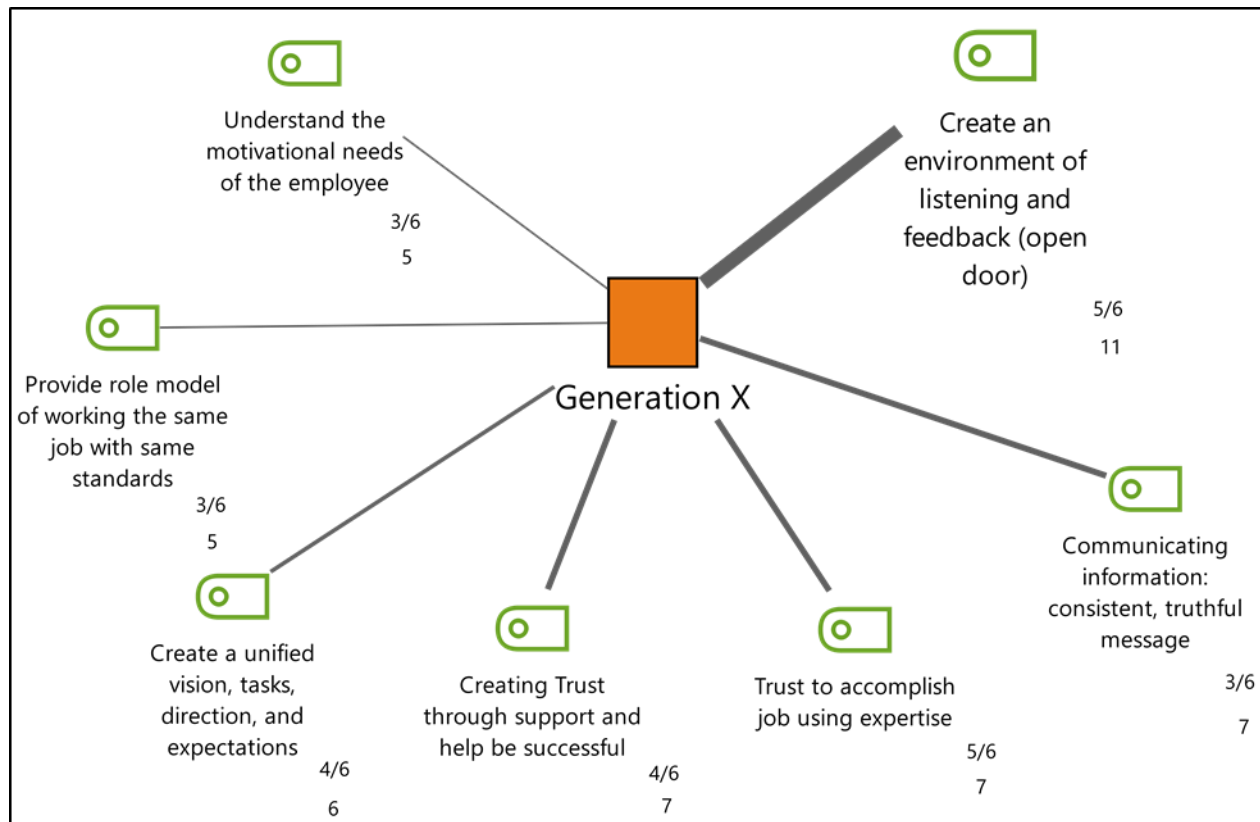 Understand the
motivational needs
of the employee
3/6
5
Create an
environment of
listening and
feedback (open
door)
5/6
11
Provide role model
of working the same
job with same
standards
3/6
5
Generation X
Communicating
information:
consistent, truthful
message
3/6
7
Create a unified
vision, tasks,
direction, and
expectations
4/6
6
Creating Trust
through support and
help be successful
4/6
7
Trust to accomplish
job using expertise
5/6
7